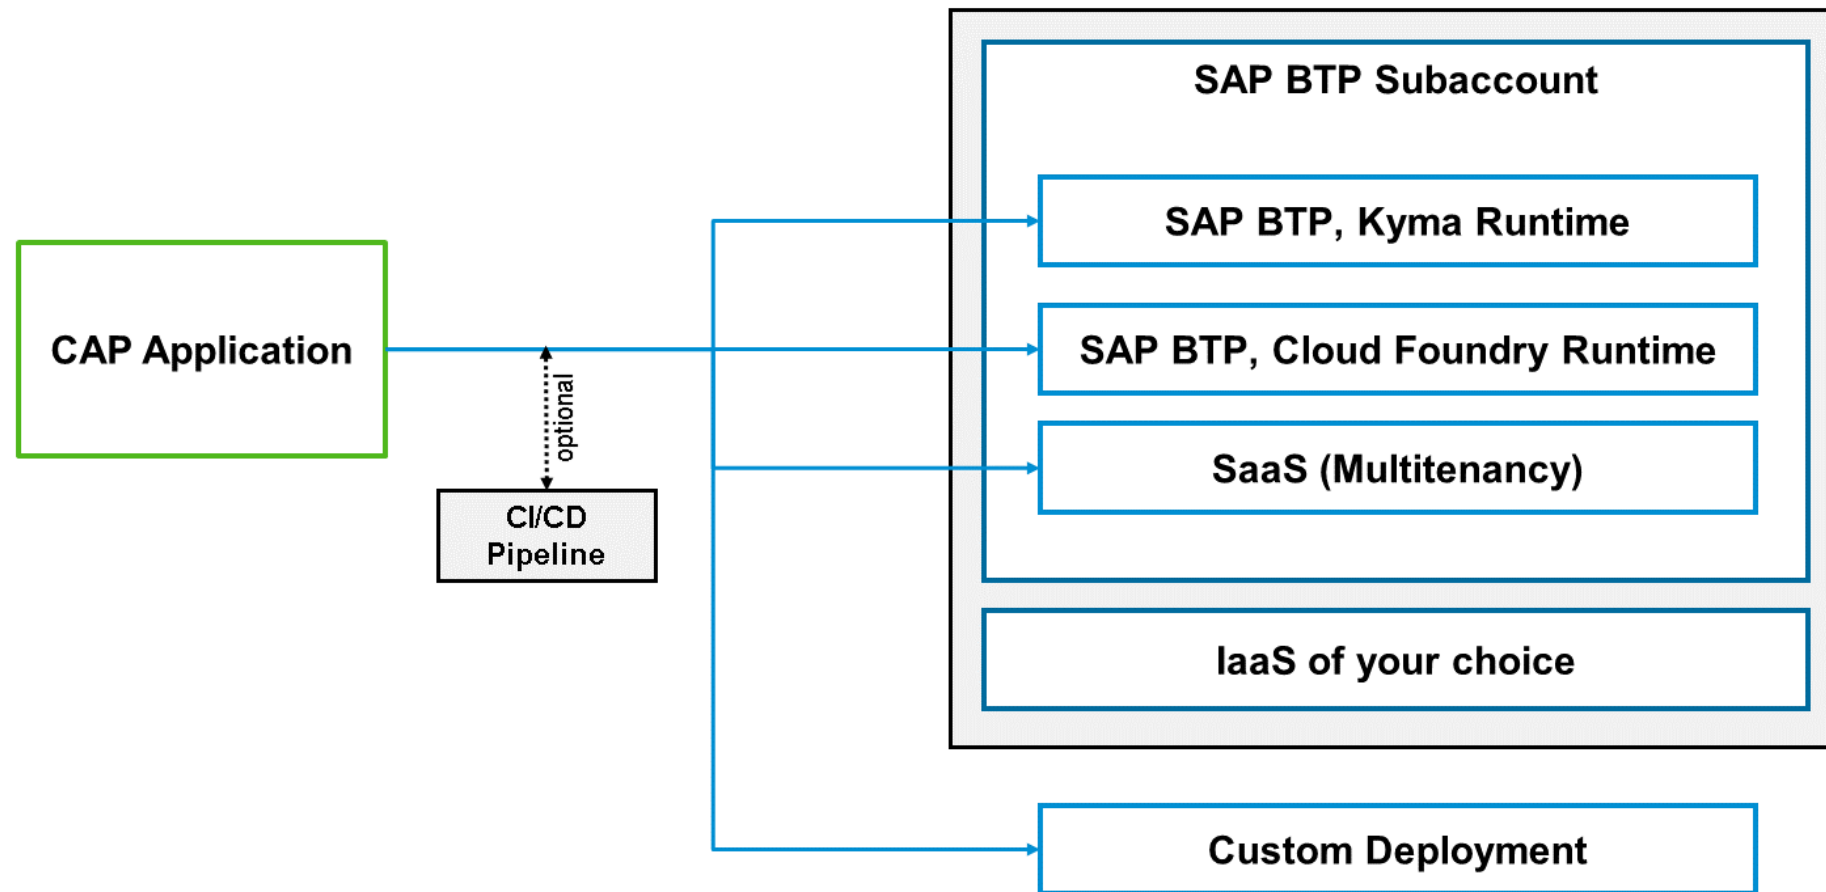 SAP BTP Subaccount
SAP BTP, Kyma Runtime
CAP Application
SAP BTP, Cloud Foundry Runtime
optional
SaaS (Multitenancy)
CI/CD
Pipeline
IaaS of your choice
Custom Deployment